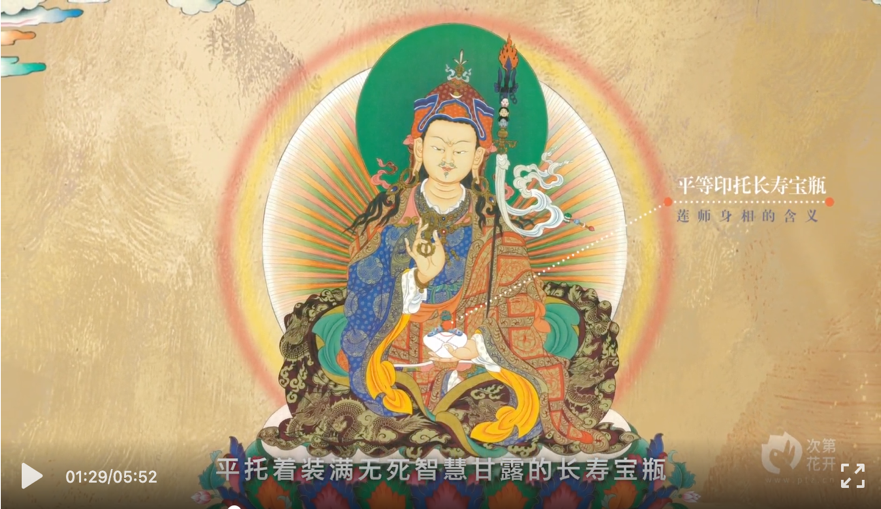 平等印托长寿宝瓶
莲师身相的含义
次第
花开
01:29/05:52
平托着装满无死智慧甘露的长寿宝瓶